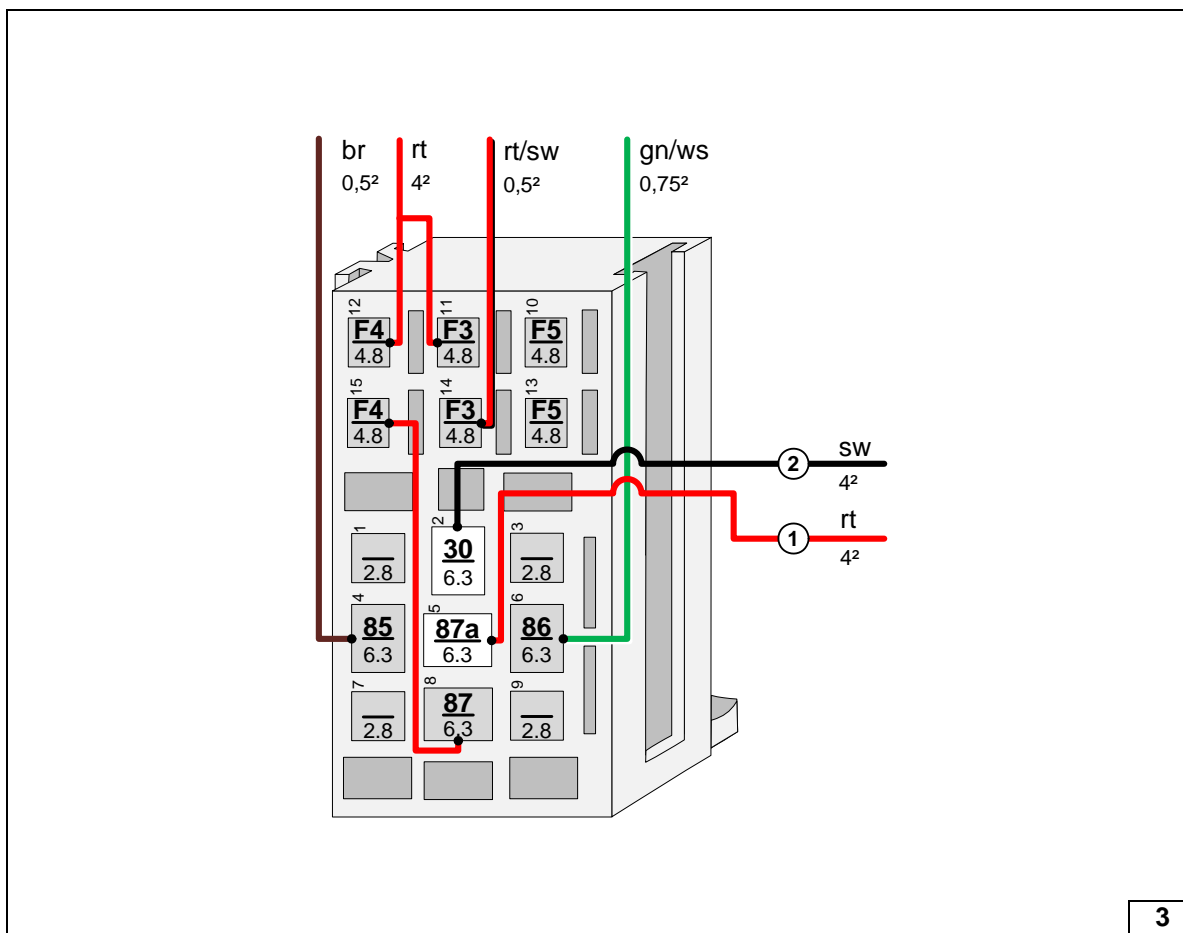 br rt rt/sw gn/ws
0,5² 4² 0,5² 0,75²
12 11 10
F4 F3 F5
4.8 4.8 4.8
15 14 13
F4 F3 F5
4.8 4.8 4.8
2 sw
4²
1 rt
4²
1 2 3
2.8 30 2.8
6.3
4 5 6
85 87a 86
6.3 6.3 6.3
7 8 9
2.8 87 2.8
6.3
3